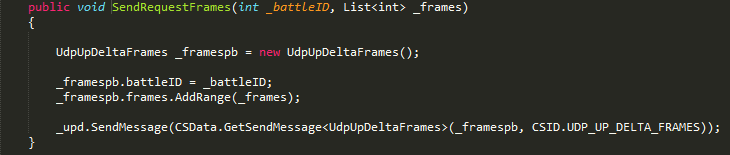 public void SendRequestFrames(int _battleID, List<int> _frames)
{
UdpUpDeltaFrames _framespb = new UdpUpDeltaFrames();
_framespb.battleID = _battleID;
_framespb.frames.AddRange(_frames);
_upd.SendMessage(CSData.GetSendMessage<UdpUpDeltaFrames>(_framespb, CSID.UDP_UP_DELTA_FRAMES));
}